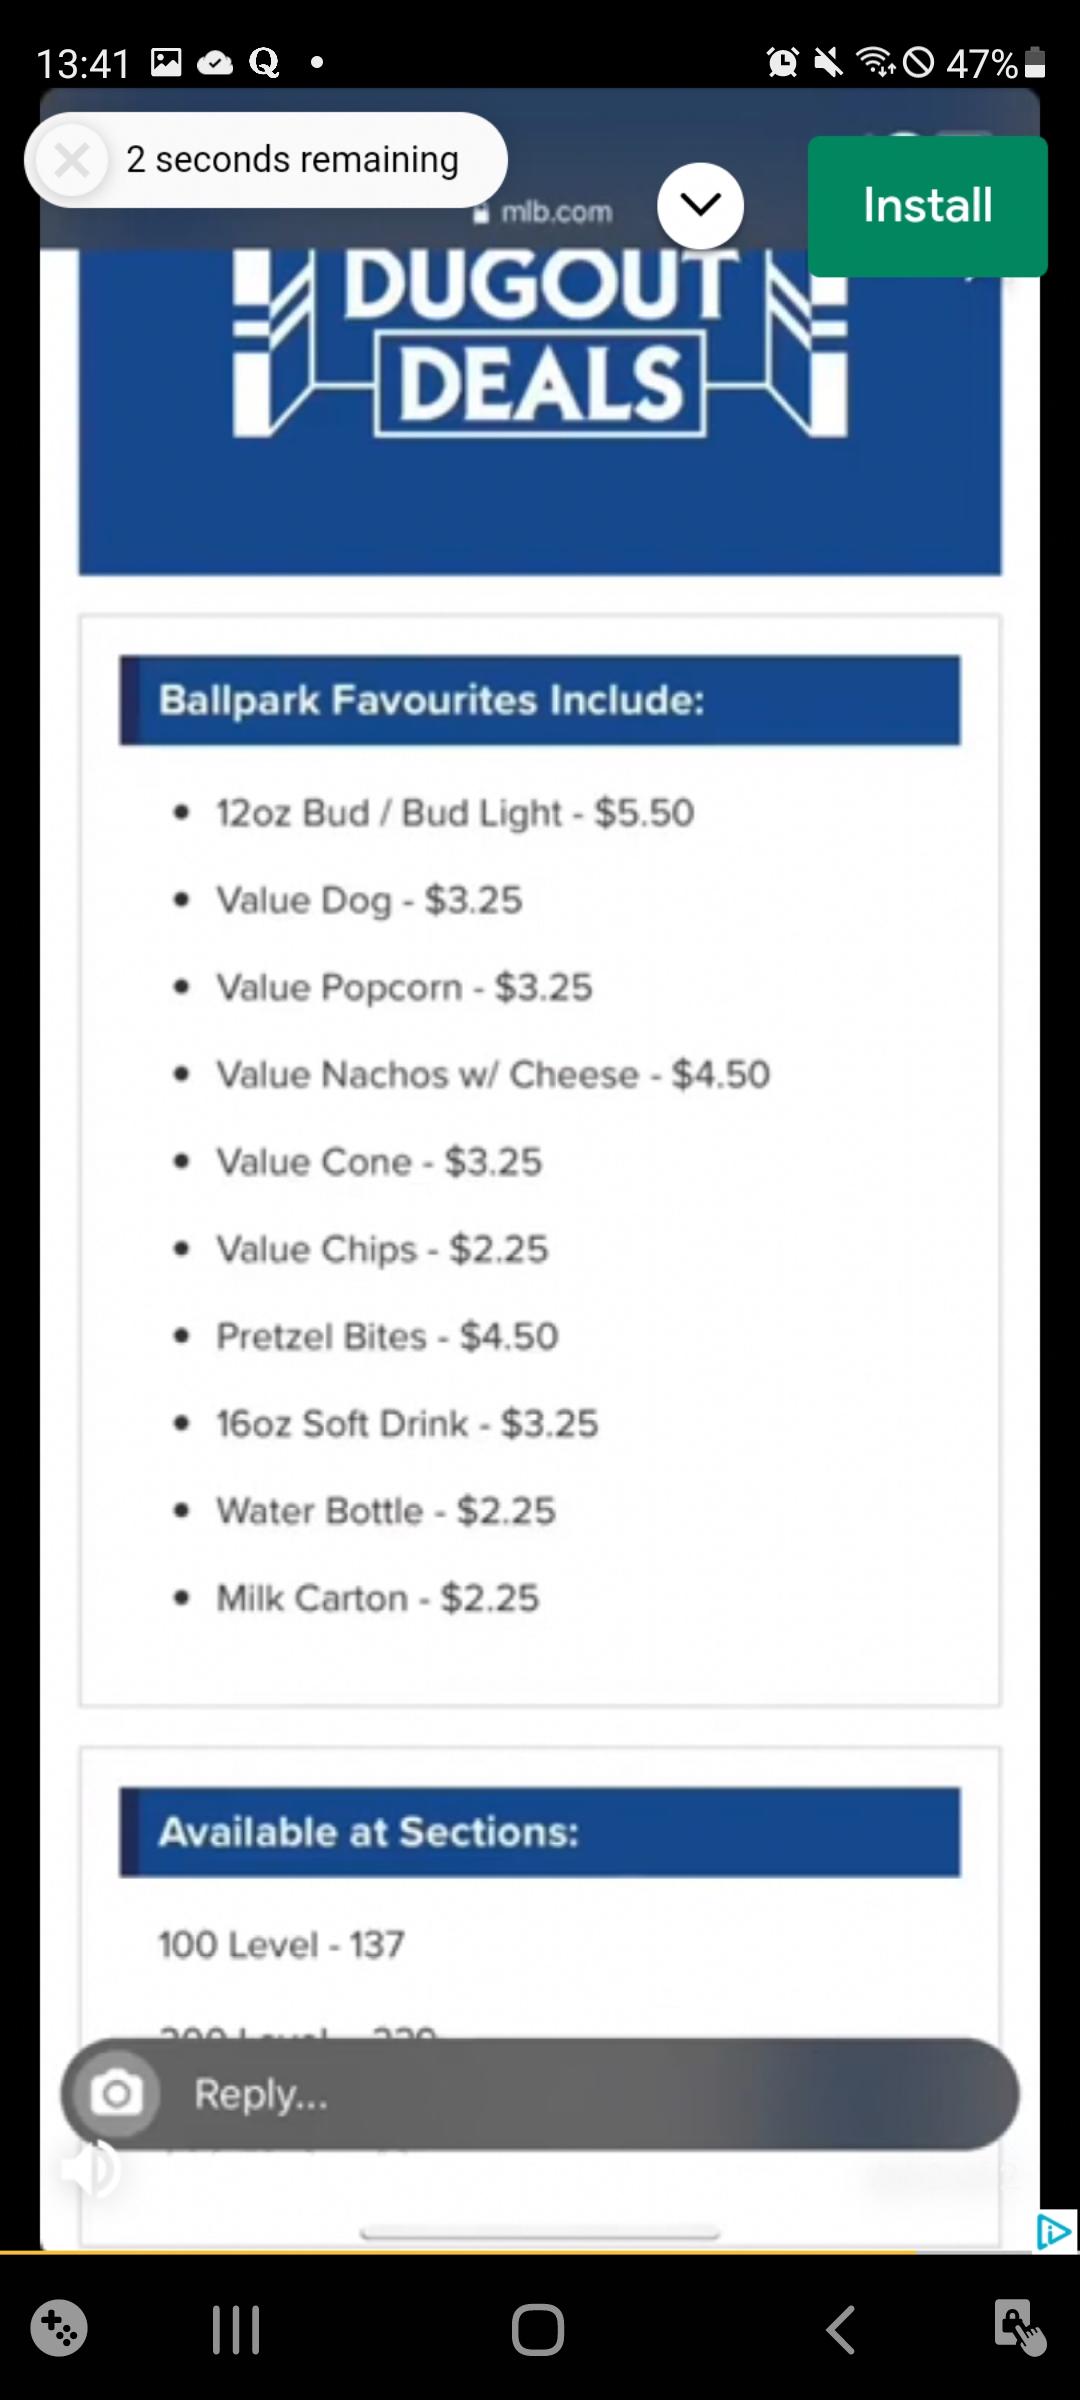 13:41
47%
2 seconds remaining
Install
mlb.com
DUGOUT
DEALS
Ballpark Favourites Include:
• 12oz Bud / Bud Light - $5.50
• Value Dog - $3.25
• Value Popcorn - $3.25
• Value Nachos w/ Cheese - $4.50
• Value Cone - $3.25
• Value Chips - $2.25
• Pretzel Bites - $4.50
• 16oz Soft Drink - $3.25
• Water Bottle - $2.25
• Milk Carton - $2.25
Available at Sections:
100 Level - 137
Reply...